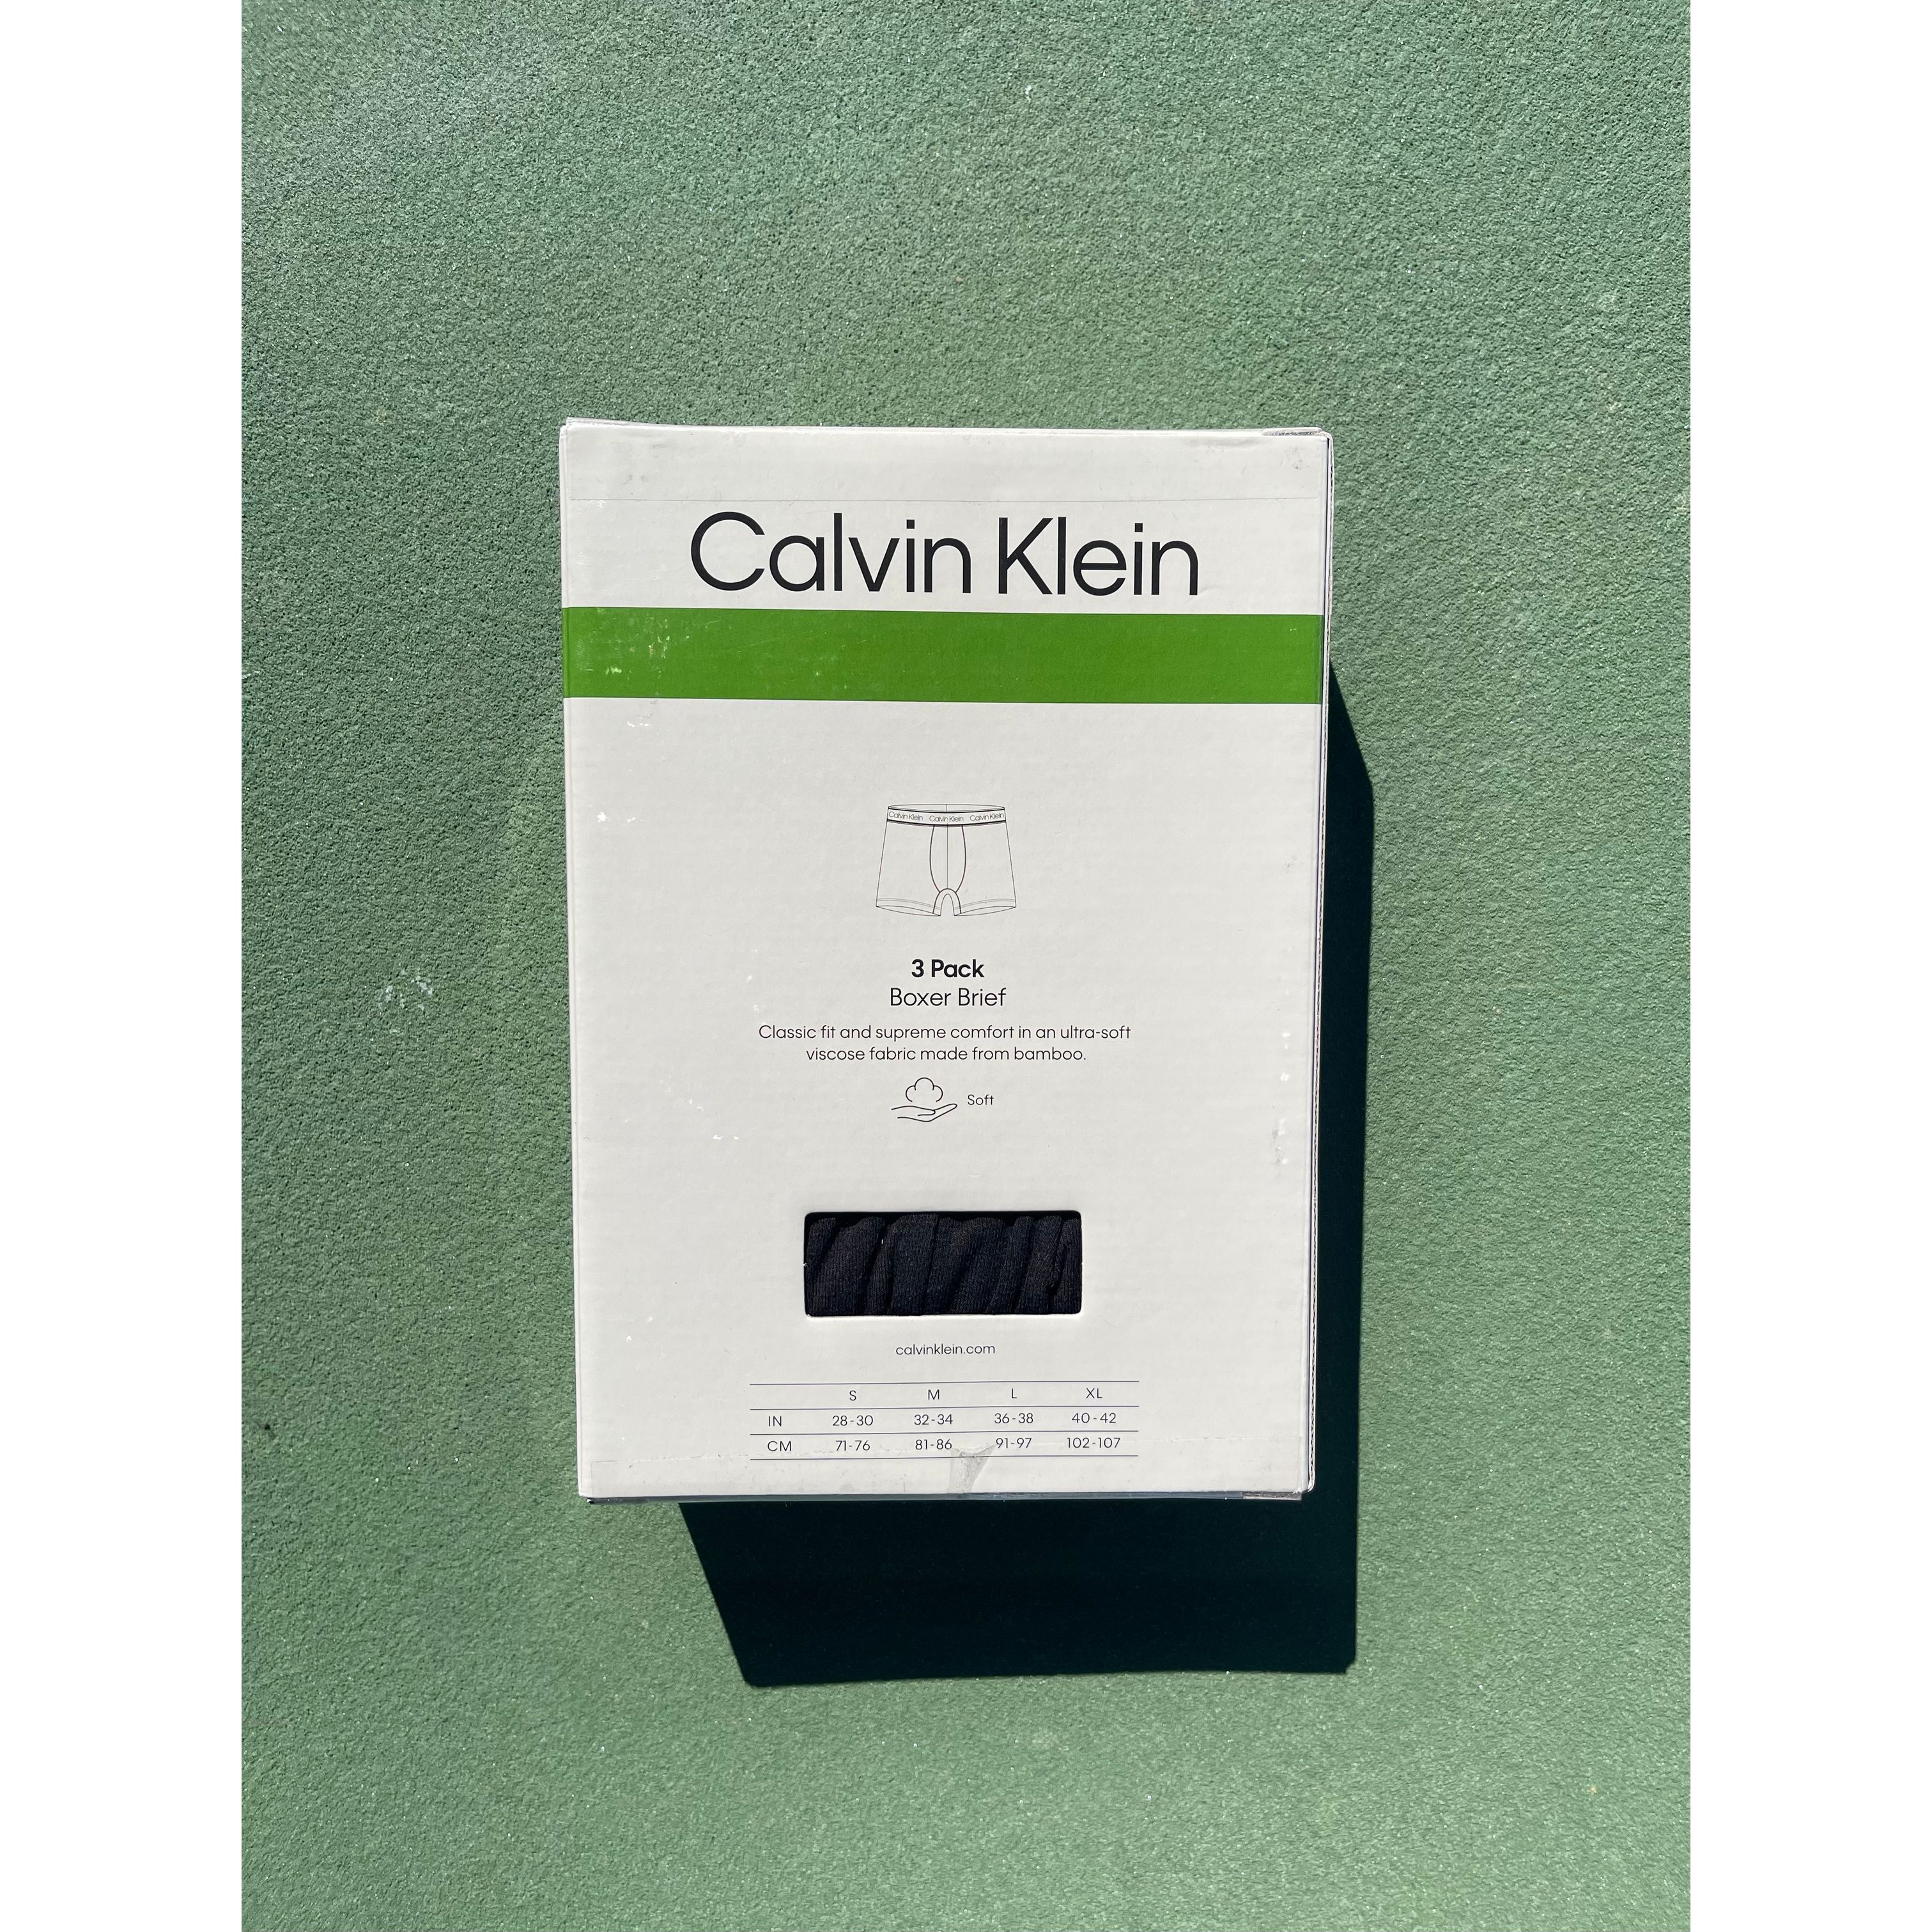 Calvin Klein
Calvin Klein Calvin Klein Calvin Klein
3 Pack
Boxer Brief
Classic fit and supreme comfort in an ultra-soft
viscose fabric made from bamboo.
Soft
calvinklein.com
S M L XL
IN 28-30 32-34 36-38 40-42
CM 71-76 81-86 91-97 102-107